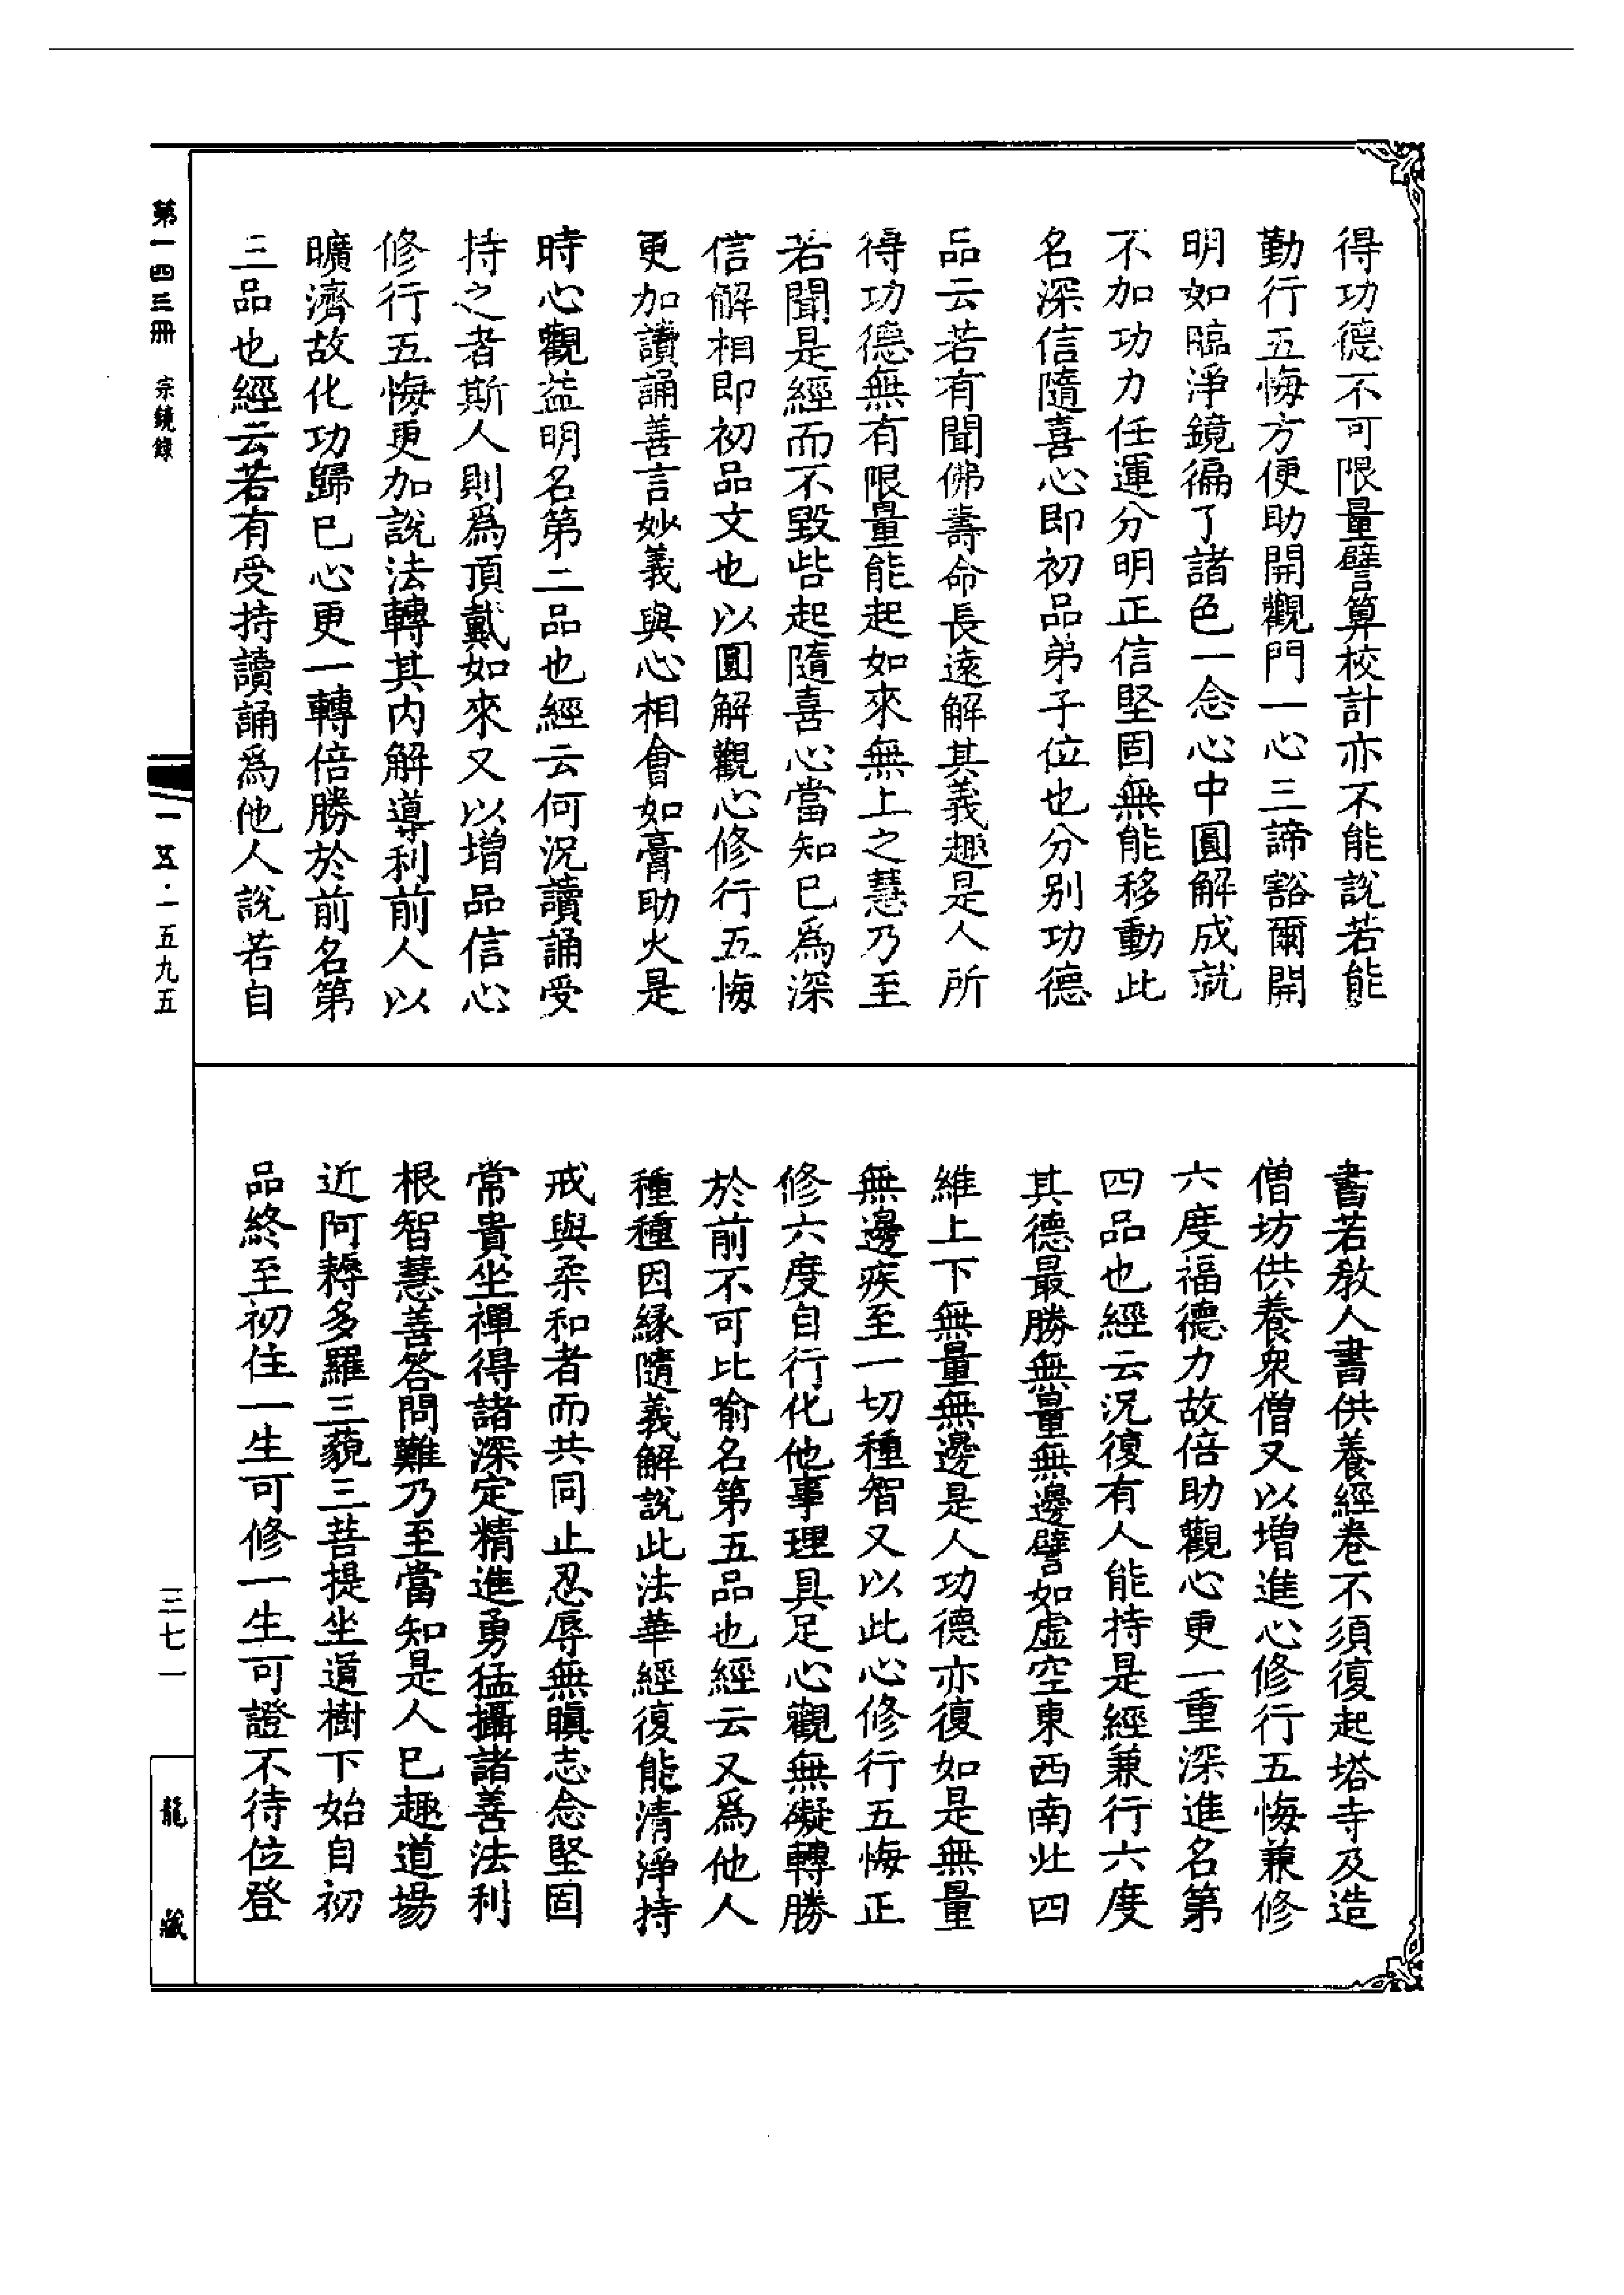 得功德不可限量譬算校計亦不能說若能
勤行五悔方便助開觀門一心三諦豁爾開
明如臨淨鏡徧了諸色一念心中圓解成就
不加功力任運分明正信堅固無能移動此
名深信隨喜心即初品弟子位也分別功德
品云若有聞佛壽命長遠解其義趣是人所
得功德無有限量能起如來無上之慧乃至
若聞是經而不毀呰起隨喜心當知已為深
信解相即初品文也以圓解觀心修行五悔
更加讀誦善言妙義與心相會如膏助火是
時心觀益明名第二品也經云何況讀誦受
持之者斯人則為頂戴如來又以增品信心
修行五悔更加說法轉其內解導利前人以
曠濟故化功歸已心更一轉倍勝於前名第
三品也經云若有受持讀誦為他人說若自
書若教人書供養經卷不須復起塔寺及造
僧坊供養衆僧又以增進心修行五悔兼修
六度福德力故倍助觀心更一重深進名第
四品也經云況復有人能持是經兼行六度
其德最勝無量無邊譬如虛空東西南北四
維上下無量無邊是人功德亦復如是無量
無邊疾至一切種智又以此心修行五悔正
修六度自行化他事理具足心觀無礙轉勝
於前不可比喻名第五品也經云又為他人
種種因緣隨義解說此法華經復能清淨持
戒與柔和者而共同止忍辱無瞋志念堅固
常貴坐禪得諸深定精進勇猛攝諸善法利
根智慧善答問難乃至當知是人已趣道場
近阿耨多羅三藐三菩提坐道樹下始自初
品終至初住一生可修一生可證不待位登
第一四三冊　宗鏡錄
一五·一五九五
三七一
龍藏